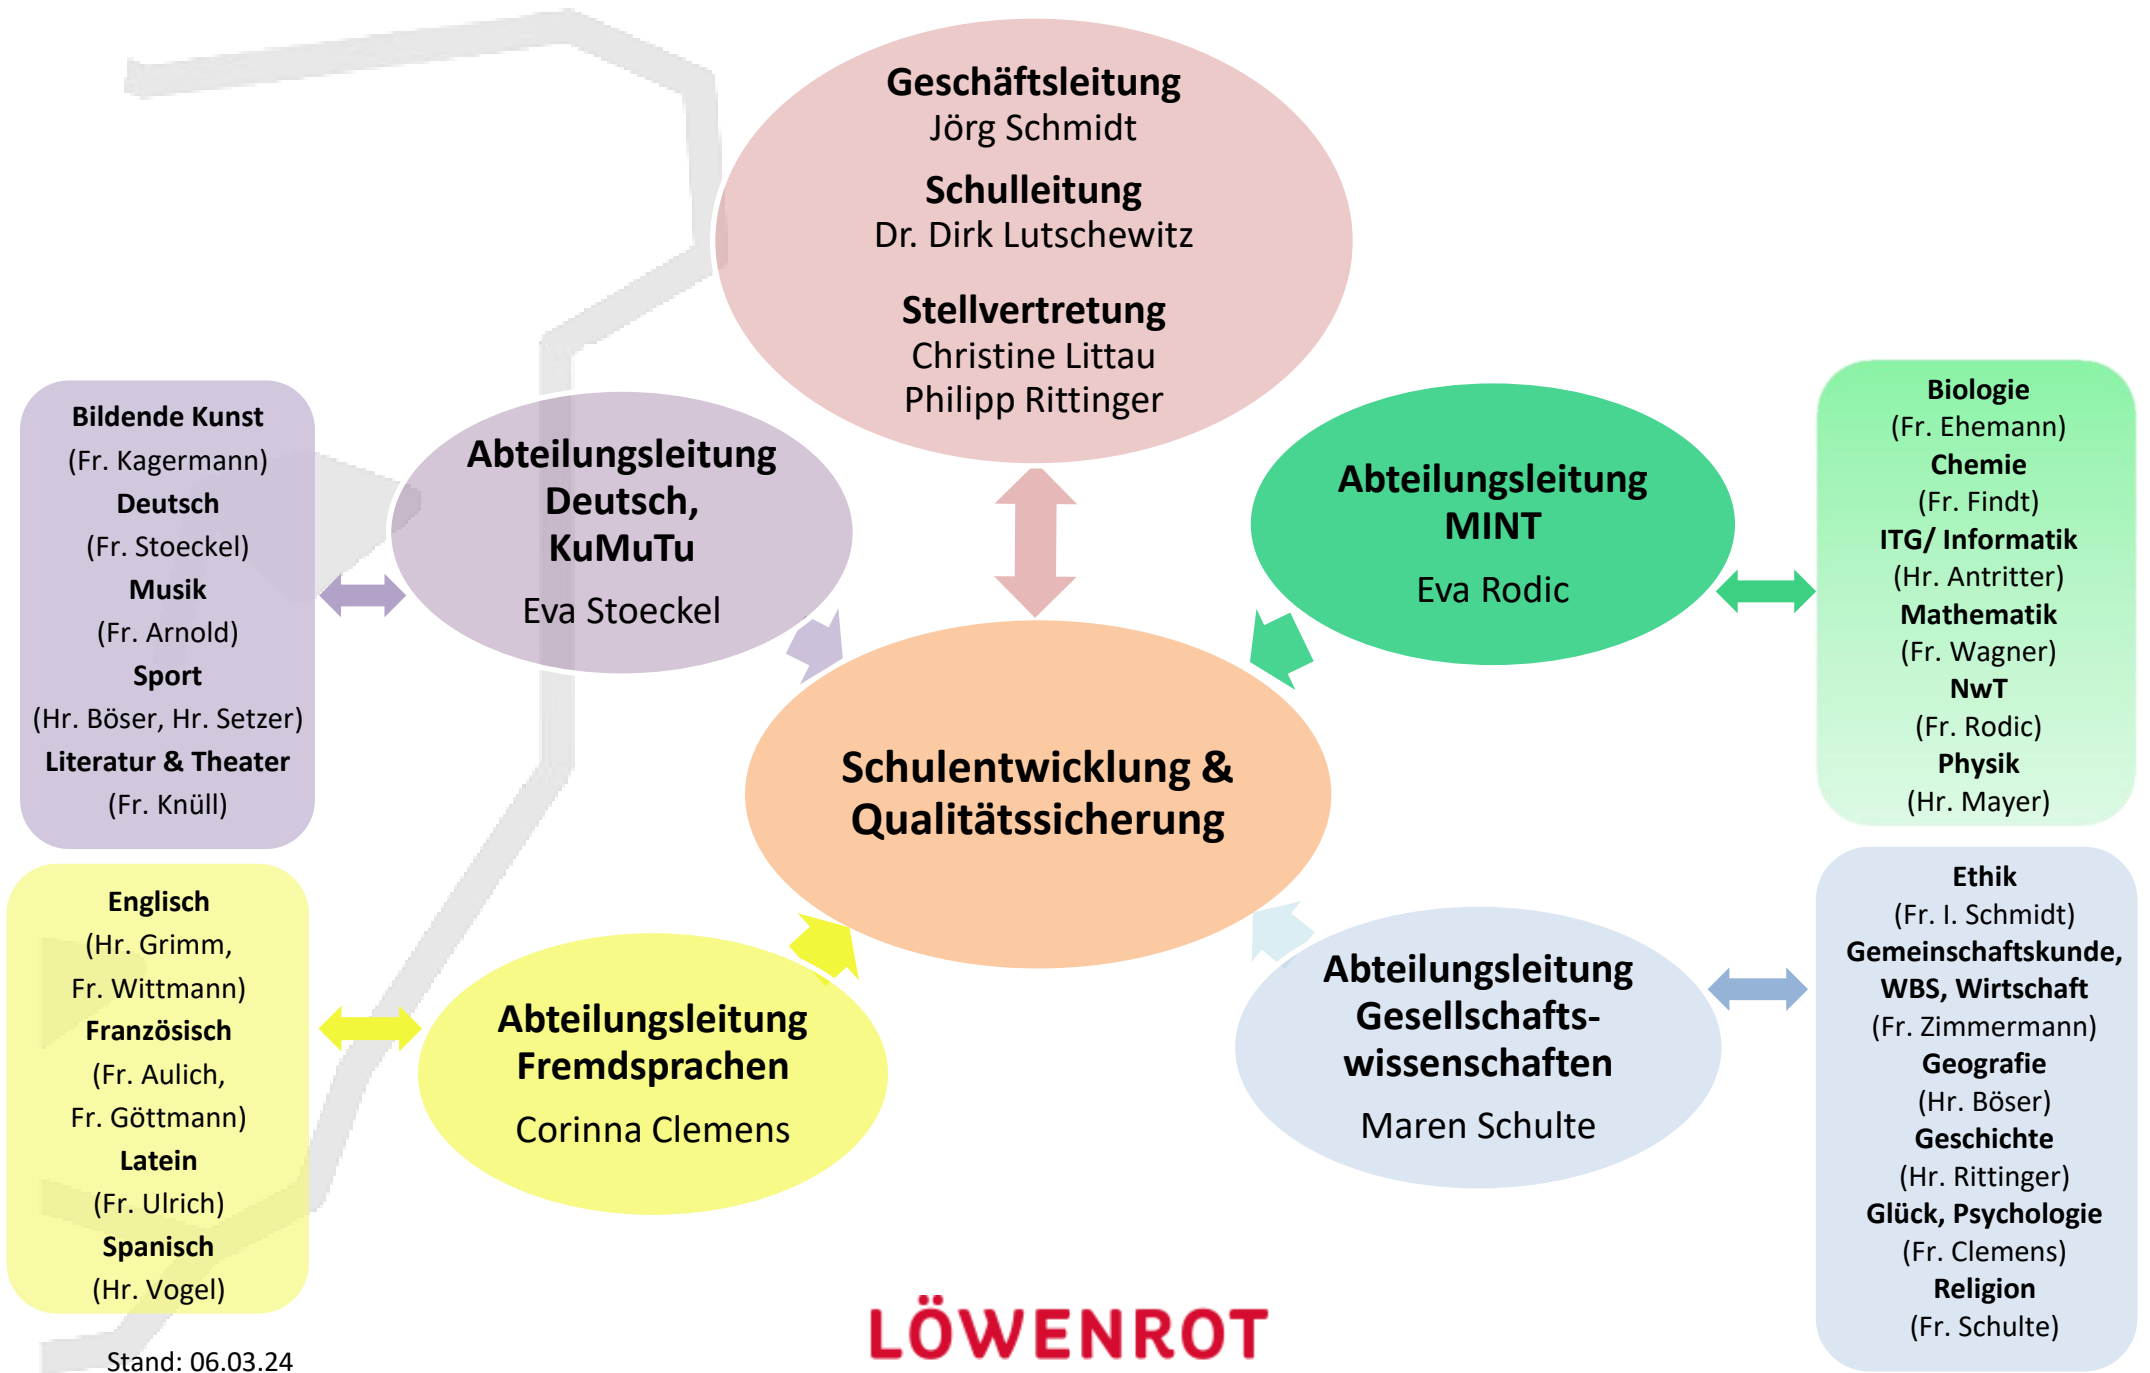 Geschäftsleitung
Jörg Schmidt
Schulleitung
Dr. Dirk Lutschewitz
Stellvertretung
Christine Littau
Philipp Rittinger
Bildende Kunst
(Fr. Kagermann)
Deutsch
(Fr. Stoeckel)
Musik
(Fr. Arnold)
Sport
(Hr. Böser, Hr. Setzer)
Literatur & Theater
(Fr. Knüll)
Abteilungsleitung
Deutsch,
KuMuTu
Eva Stoeckel
Abteilungsleitung
MINT
Eva Rodic
Biologie
(Fr. Ehemann)
Chemie
(Fr. Findt)
ITG/ Informatik
(Hr. Antritter)
Mathematik
(Fr. Wagner)
NwT
(Fr. Rodic)
Physik
(Hr. Mayer)
Schulentwicklung &
Qualitätssicherung
Englisch
(Hr. Grimm,
Fr. Wittmann)
Französisch
(Fr. Aulich,
Fr. Göttmann)
Latein
(Fr. Ulrich)
Spanisch
(Hr. Vogel)
Abteilungsleitung
Fremdsprachen
Corinna Clemens
Abteilungsleitung
Gesellschafts-
wissenschaften
Maren Schulte
Ethik
(Fr. I. Schmidt)
Gemeinschaftskunde,
WBS, Wirtschaft
(Fr. Zimmermann)
Geografie
(Hr. Böser)
Geschichte
(Hr. Rittinger)
Glück, Psychologie
(Fr. Clemens)
Religion
(Fr. Schulte)
LÖWENROT
Stand: 06.03.24